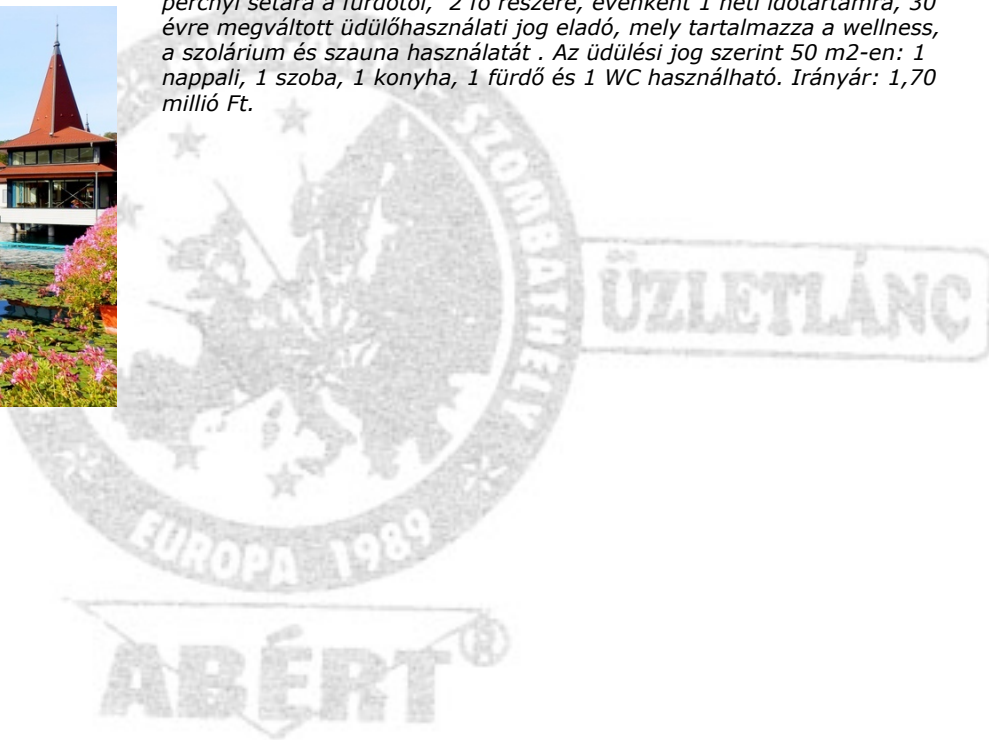 percnyi sétára a fürdőtől, 2 fő részére, évenként 1 heti időtartamra, 30
évre megváltott üdülőhasználati jog eladó, mely tartalmazza a wellness,
a szolárium és szauna használatát . Az üdülési jog szerint 50 m2-en: 1
nappali, 1 szoba, 1 konyha, 1 fürdő és 1 WC használható. Irányár: 1,70
millió Ft.
SZOMBATHELY
ÜZLETLÁNC
EUROPA 1989
ABÉRT®